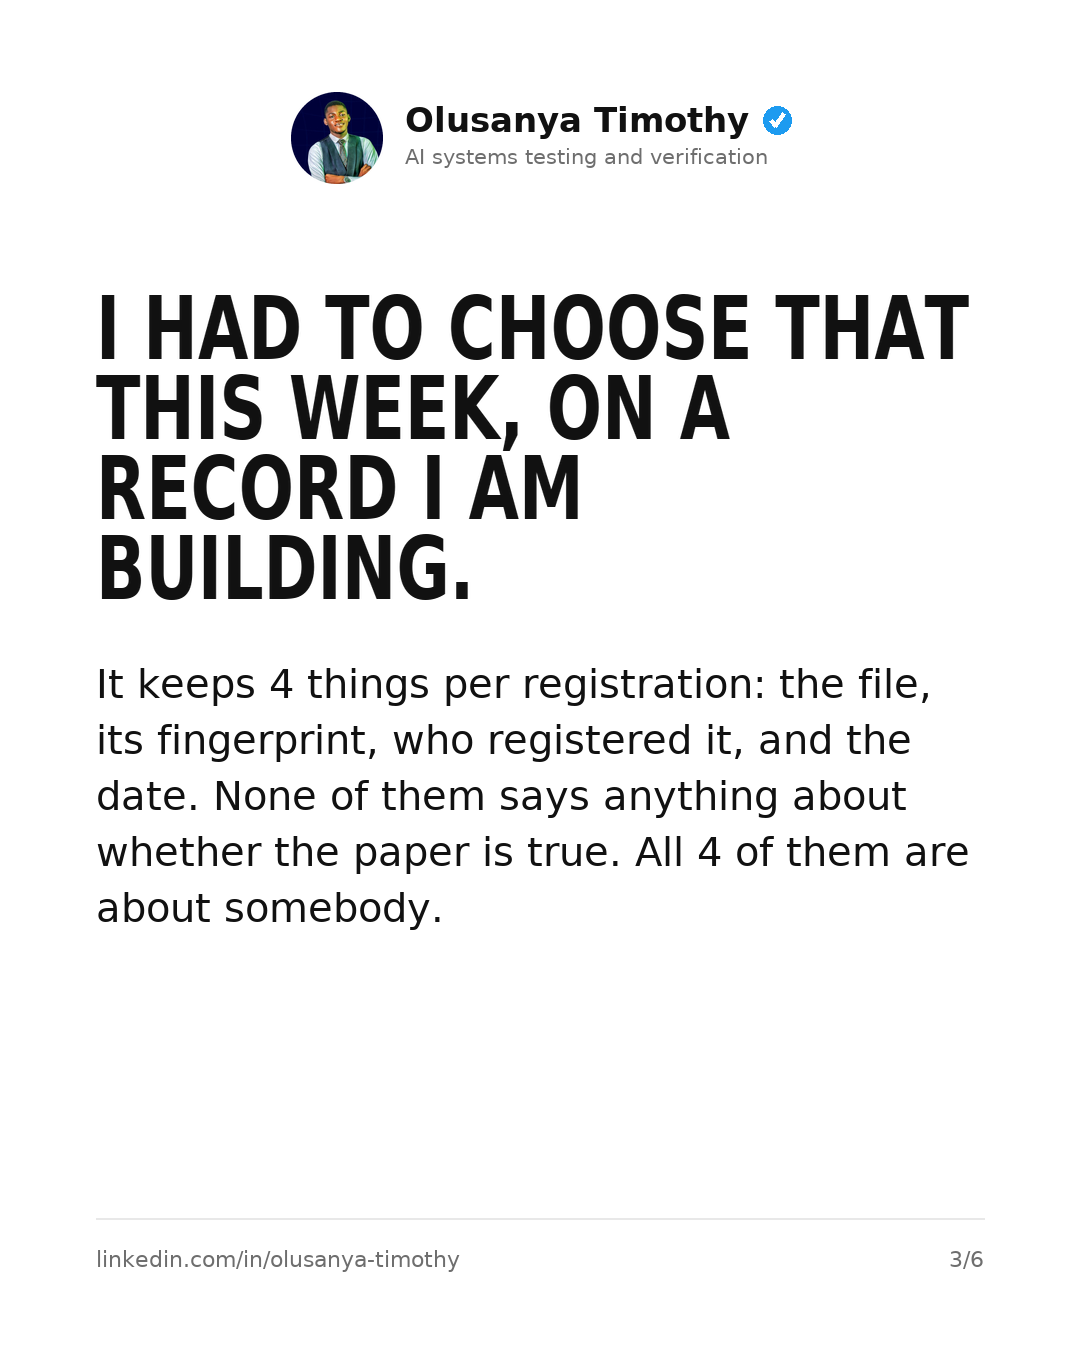 Olusanya Timothy
AI systems testing and verification
I HAD TO CHOOSE THAT
THIS WEEK, ON A
RECORD I AM
BUILDING.
It keeps 4 things per registration: the file,
its fingerprint, who registered it, and the
date. None of them says anything about
whether the paper is true. All 4 of them are
about somebody.
linkedin.com/in/olusanya-timothy
3/6